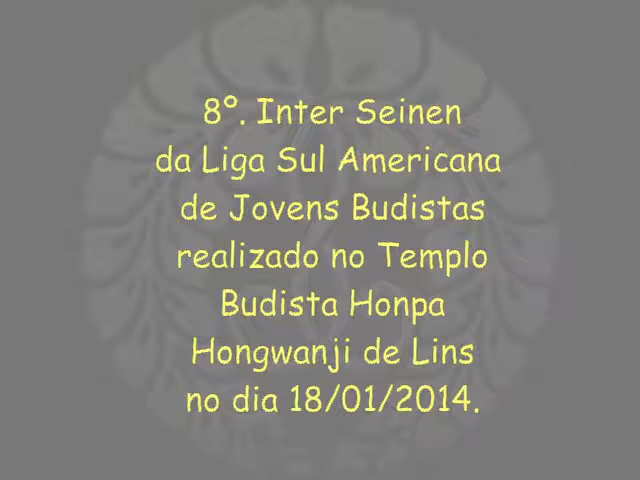 8º. Inter Seinen
da Liga Sul Americana
de Jovens Budistas
realizado no Templo
Budista Honpa
Hongwanji de Lins
no dia 18/01/2014.